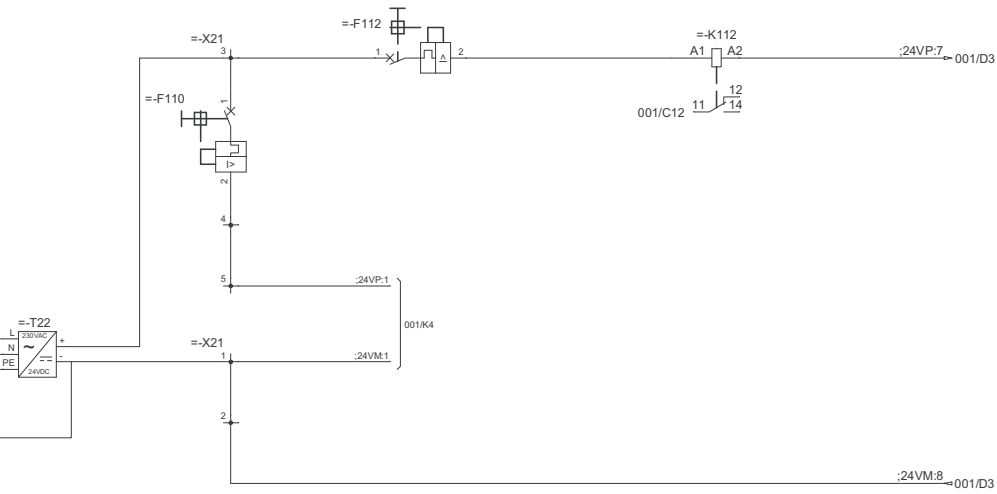 =-F112
=-X21
3
1
2
=-K112
A1 A2
;24VP:7
001/D3
12
11 14
001/C12
=-F110
1
I>
2
4
5
;24VP:1
001/K4
=-T22
L
N
PE
230VAC
~
24VDC
+
-
=-X21
1
;24VM:1
2
;24VM:8
001/D3